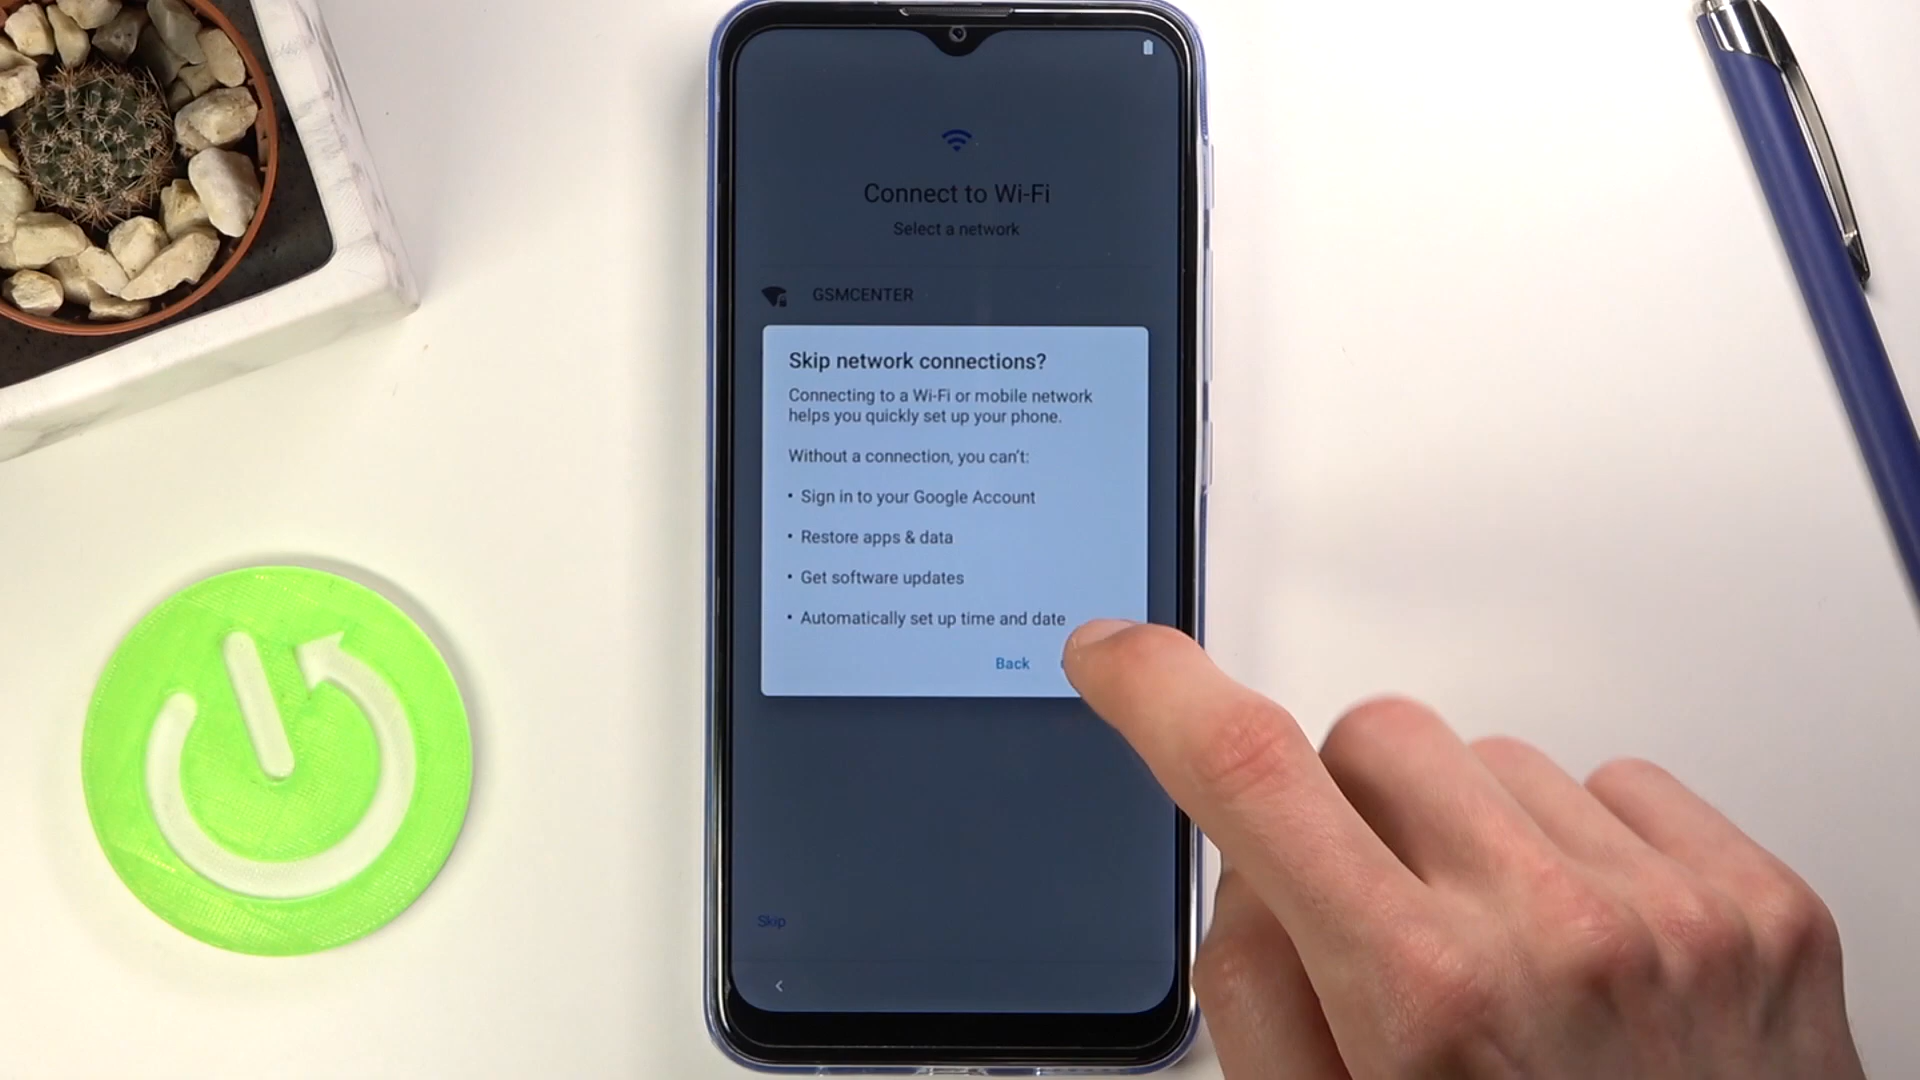 Connect to Wi-Fi
Select a network
GSMCENTER
Skip network connections?
Connecting to a Wi-Fi or mobile network
helps you quickly set up your phone.
Without a connection, you can't:
• Sign in to your Google Account
• Restore apps & data
• Get software updates
• Automatically set up time and date
Back
Skip